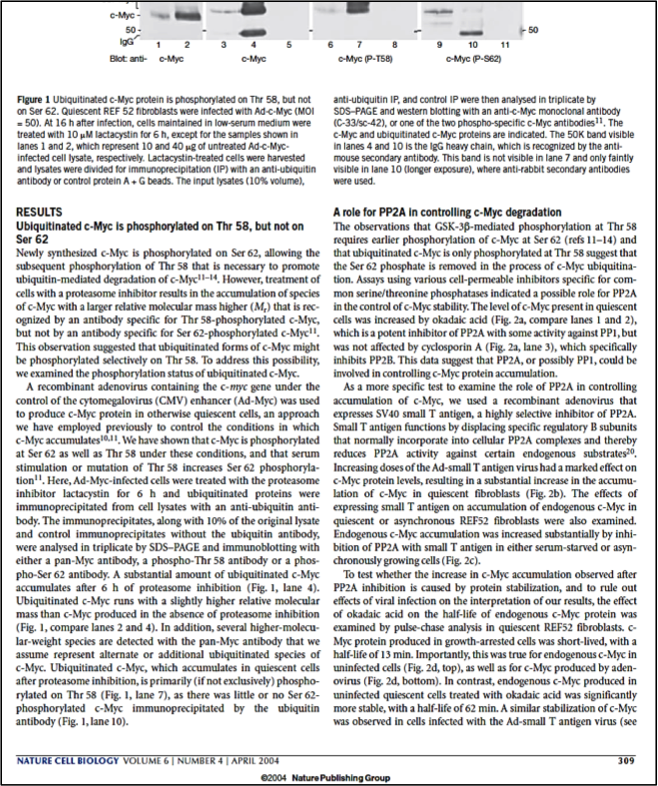 c-Myc
50
50
IgG
1 2 3 4 5 6 7 8 9 10 11
Blot: anti- c-Myc c-Myc c-Myc (P-T58) c-Myc (P-S62)
Figure 1 Ubiquitinated c-Myc protein is phosphorylated on Thr 58, but not
on Ser 62. Quiescent REF 52 fibroblasts were infected with Ad-c-Myc (MOI
= 50). At 16 h after infection, cells maintained in low-serum medium were
treated with 10 μM lactacystin for 6 h, except for the samples shown in
lanes 1 and 2, which represent 10 and 40 μg of untreated Ad-c-Myc-
infected cell lysate, respectively. Lactacystin-treated cells were harvested
and lysates were divided for immunoprecipitation (IP) with an anti-ubiquitin
antibody or control protein A + G beads. The input lysates (10% volume),
anti-ubiquitin IP, and control IP were then analysed in triplicate by
SDS–PAGE and western blotting with an anti-c-Myc monoclonal antibody
(C-33/sc-42), or one of the two phospho-specific c-Myc antibodies11. The
c-Myc and ubiquitinated c-Myc proteins are indicated. The 50K band visible
in lanes 4 and 10 is the IgG heavy chain, which is recognized by the anti-
mouse secondary antibody. This band is not visible in lane 7 and only faintly
visible in lane 10 (longer exposure), where anti-rabbit secondary antibodies
were used.
RESULTS
Ubiquitinated c-Myc is phosphorylated on Thr 58, but not on
Ser 62
Newly synthesized c-Myc is phosphorylated on Ser 62, allowing the
subsequent phosphorylation of Thr 58 that is necessary to promote
ubiquitin-mediated degradation of c-Myc11–14. However, treatment of
cells with a proteasome inhibitor results in the accumulation of species
of c-Myc with a larger relative molecular mass higher (Mr) that is rec-
ognized by an antibody specific for Thr 58-phosphorylated c-Myc,
but not by an antibody specific for Ser 62-phosphorylated c-Myc11.
This observation suggested that ubiquitinated forms of c-Myc might
be phosphorylated selectively on Thr 58. To address this possibility,
we examined the phosphorylation status of ubiquitinated c-Myc.
A recombinant adenovirus containing the c-myc gene under the
control of the cytomegalovirus (CMV) enhancer (Ad-Myc) was used
to produce c-Myc protein in otherwise quiescent cells, an approach
we have employed previously to control the conditions in which
c-Myc accumulates10,11. We have shown that c-Myc is phosphorylated
at Ser 62 as well as Thr 58 under these conditions, and that serum
stimulation or mutation of Thr 58 increases Ser 62 phosphoryla-
tion11. Here, Ad-Myc-infected cells were treated with the proteasome
inhibitor lactacystin for 6 h and ubiquitinated proteins were
immunoprecipitated from cell lysates with an anti-ubiquitin anti-
body. The immunoprecipitates, along with 10% of the original lysate
and control immunoprecipitates without the ubiquitin antibody,
were analysed in triplicate by SDS–PAGE and immunoblotting with
either a pan-Myc antibody, a phospho-Thr 58 antibody or a phos-
pho-Ser 62 antibody. A substantial amount of ubiquitinated c-Myc
accumulates after 6 h of proteasome inhibition (Fig. 1, lane 4).
Ubiquitinated c-Myc runs with a slightly higher relative molecular
mass than c-Myc produced in the absence of proteasome inhibition
(Fig. 1, compare lanes 2 and 4). In addition, several higher-molecu-
lar-weight species are detected with the pan-Myc antibody that we
assume represent alternate or additional ubiquitinated species of
c-Myc. Ubiquitinated c-Myc, which accumulates in quiescent cells
after proteasome inhibition, is primarily (if not exclusively) phospho-
rylated on Thr 58 (Fig. 1, lane 7), as there was little or no Ser 62-
phosphorylated c-Myc immunoprecipitated by the ubiquitin
antibody (Fig. 1, lane 10).
A role for PP2A in controlling c-Myc degradation
The observations that GSK-3β-mediated phosphorylation at Thr 58
requires earlier phosphorylation of c-Myc at Ser 62 (refs 11–14) and
that ubiquitinated c-Myc is only phosphorylated at Thr 58 suggest that
the Ser 62 phosphate is removed in the process of c-Myc ubiquitina-
tion. Assays using various cell-permeable inhibitors specific for com-
mon serine/threonine phosphatases indicated a possible role for PP2A
in the control of c-Myc stability. The level of c-Myc present in quiescent
cells was increased by okadaic acid (Fig. 2a, compare lanes 1 and 2),
which is a potent inhibitor of PP2A with some activity against PP1, but
was not affected by cyclosporin A (Fig. 2a, lane 3), which specifically
inhibits PP2B. This data suggest that PP2A, or possibly PP1, could be
involved in controlling c-Myc protein accumulation.
As a more specific test to examine the role of PP2A in controlling
accumulation of c-Myc, we used a recombinant adenovirus that
expresses SV40 small T antigen, a highly selective inhibitor of PP2A.
Small T antigen functions by displacing specific regulatory B subunits
that normally incorporate into cellular PP2A complexes and thereby
reduces PP2A activity against certain endogenous substrates20.
Increasing doses of the Ad-small T antigen virus had a marked effect on
c-Myc protein levels, resulting in a substantial increase in the accumu-
lation of c-Myc in quiescent fibroblasts (Fig. 2b). The effects of
expressing small T antigen on accumulation of endogenous c-Myc in
quiescent or asynchronous REF52 fibroblasts were also examined.
Endogenous c-Myc accumulation was increased substantially by inhi-
bition of PP2A with small T antigen in either serum-starved or asyn-
chronously growing cells (Fig. 2c).
To test whether the increase in c-Myc accumulation observed after
PP2A inhibition is caused by protein stabilization, and to rule out
effects of viral infection on the interpretation of our results, the effect
of okadaic acid on the half-life of endogenous c-Myc protein was
examined by pulse-chase analysis in quiescent REF52 fibroblasts. c-
Myc protein produced in growth-arrested cells was short-lived, with a
half-life of 13 min. Importantly, this was true for endogenous c-Myc in
uninfected cells (Fig. 2d, top), as well as for c-Myc produced by aden-
ovirus (Fig. 2d, bottom). In contrast, endogenous c-Myc produced in
uninfected quiescent cells treated with okadaic acid was significantly
more stable, with a half-life of 62 min. A similar stabilization of c-Myc
was observed in cells infected with the Ad-small T antigen virus (see
NATURE CELL BIOLOGY VOLUME 6 | NUMBER 4 | APRIL 2004
309
©2004 Nature Publishing Group